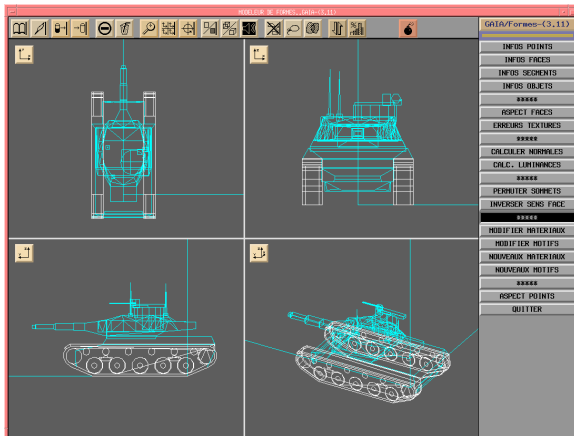 MODELEUR DE FORMES..GAIA-(3.11)
GAIA/Formes-(3.11)
INFOS POINTS
INFOS FACES
INFOS SEGMENTS
INFOS OBJETS
*****
ASPECT FACES
ERREURS TEXTURES
*****
CALCULER NORMALES
CALC. LUMINANCES
*****
PERMUTER SOMMETS
INVERSER SENS FACE
*****
MODIFIER MATERIAUX
MODIFIER MOTIFS
NOUVEAUX MATERIAUX
NOUVEAUX MOTIFS
*****
ASPECT POINTS
QUITTER